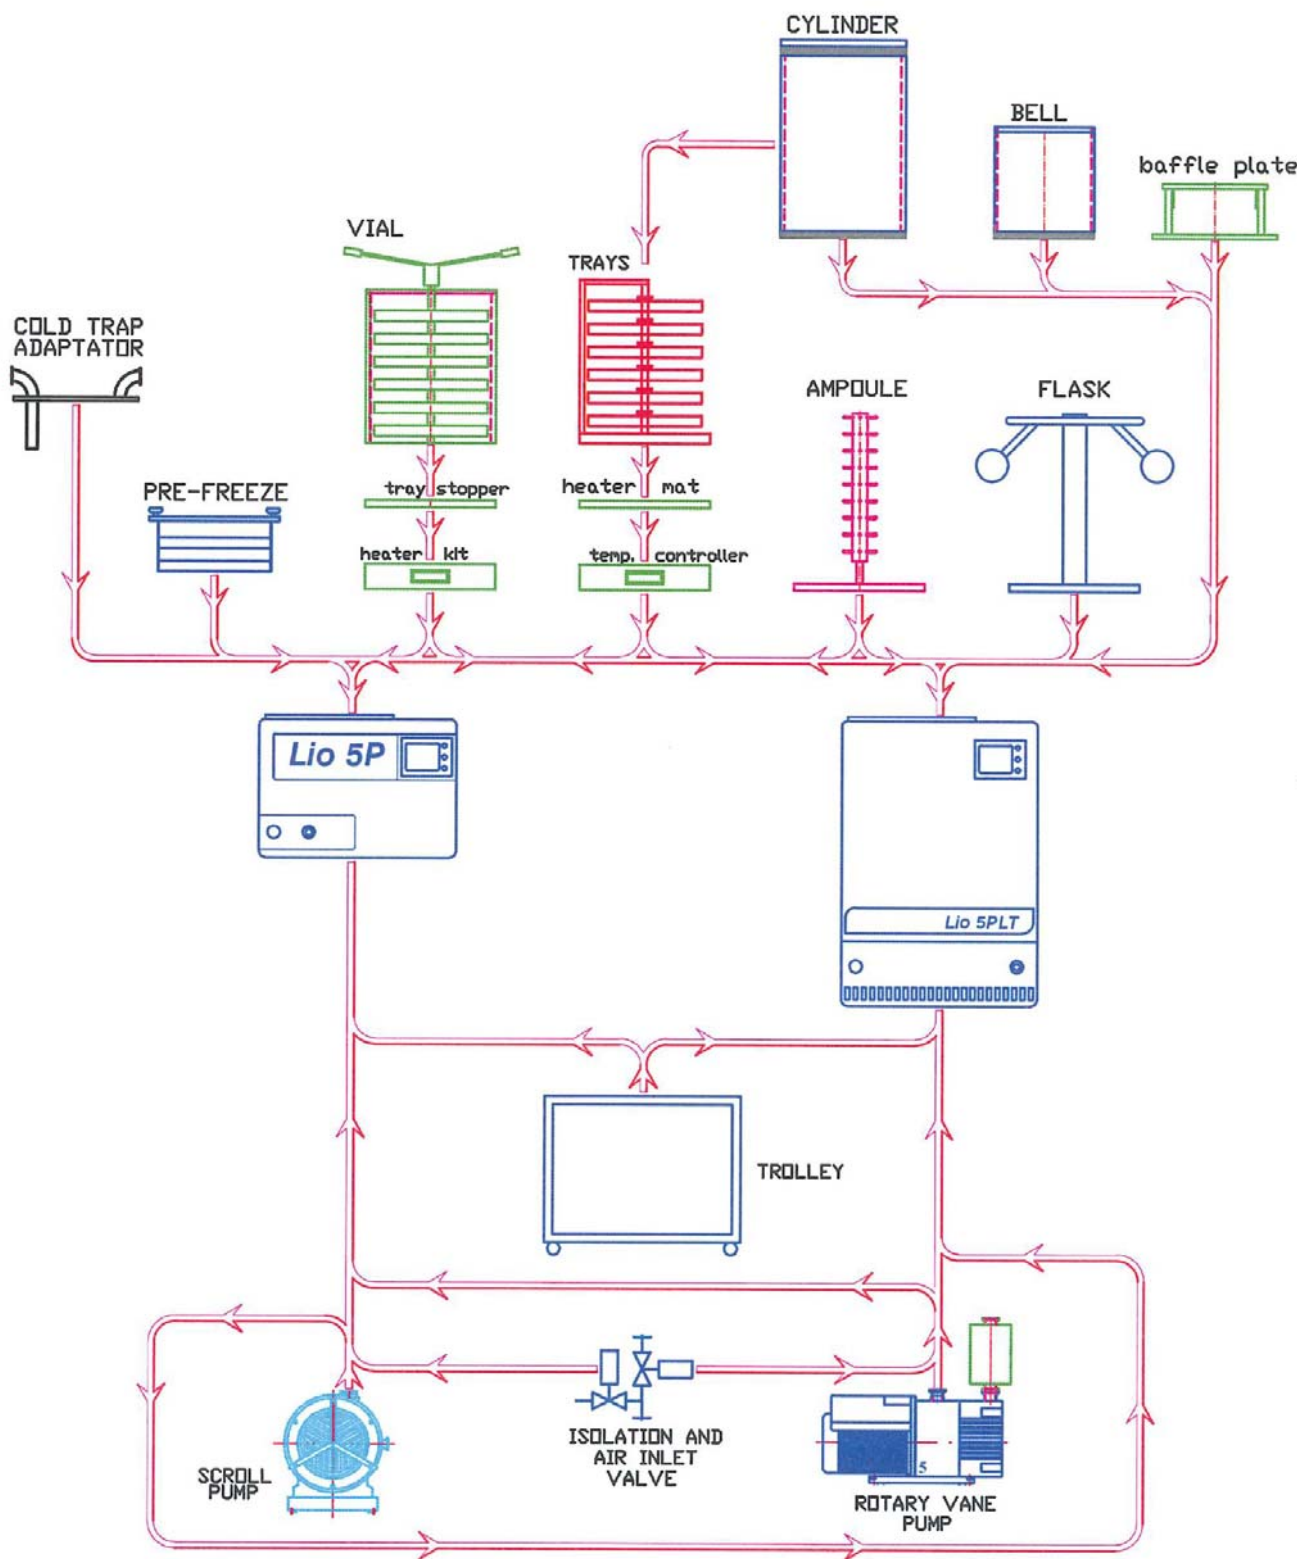 CYLINDER
BELL
baffle plate
VIAL
TRAYS
COLD TRAP
ADAPTATOR
AMPOULE
FLASK
PRE-FREEZE
tray stopper
heater mat
heater kit
temp. controller
Lio 5P
Lio 5PLT
TROLLEY
ISOLATION AND
AIR INLET
VALVE
SCROLL
PUMP
5
ROTARY VANE
PUMP